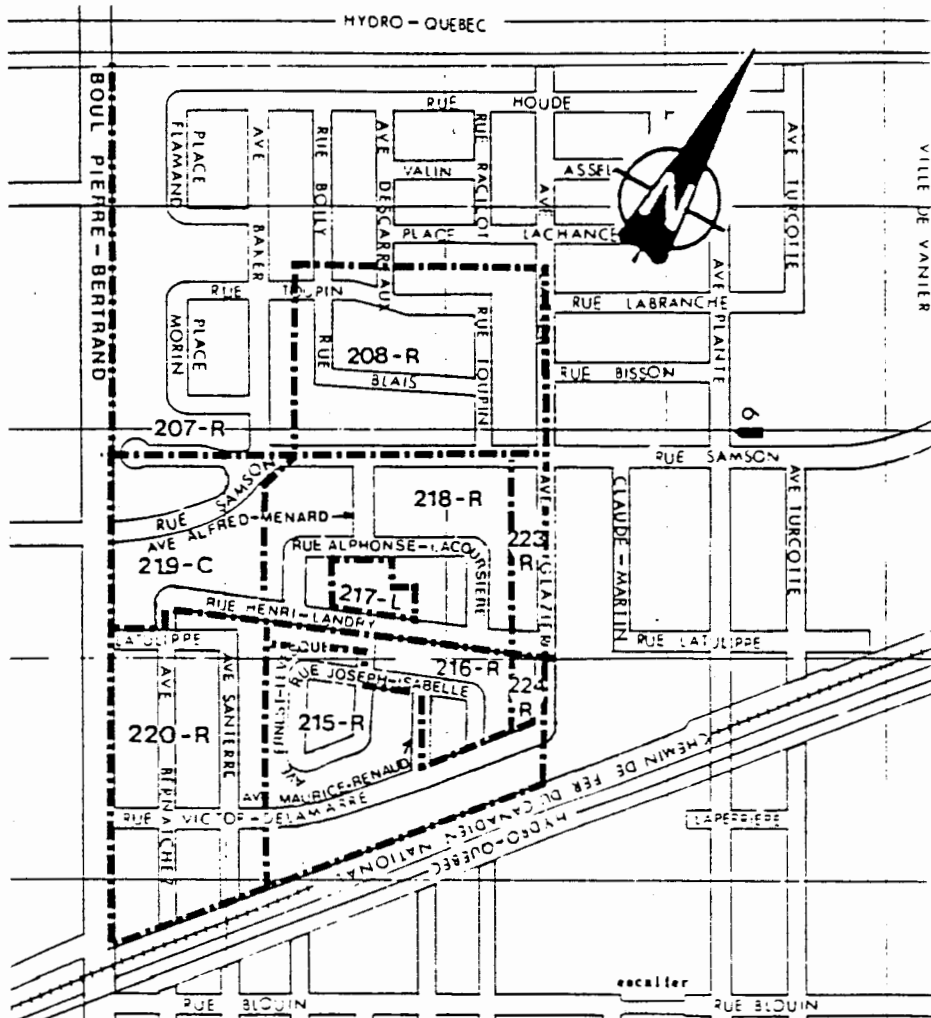 HYDRO-QUEBEC
BOUL PIERRE-BERTRAND
RUE HOUDE
PLACE FLAMAND
AVE BAKER
RUE BOILY
AVE DESCARREAUX
RUE RACICOT
VALIN
ASSEL
AVE
AVE TURCOTTE
VILLE DE VANIER
N
PLACE LACHANCE
RUE TOUPIN
RUE LABRANCHE
AVE PLANTE
PLACE MORIN
RUE
208-R
RUE TOUPIN
BLAIS
RUE BISSON
6
207-R
RUE SAMSON
RUE SAMSON
218-R
AVE ALFRED-MENARD
RUE ALPHONSE-LACOURSIERE
223
R
AVE
CLAUDE-MARTIN
AVE TURCOTTE
219-C
217-L
RUE HENRI-LANDRY
LATULIPPE
RUE LATULIPPE
216-R
RUE JOSEPH-ISABELLE
224
R
AVE SANTERRE
215-R
220-R
AVE
AVE MAURICE-RENAUD
RUE VICTOR-DELAMARRE
CHEMIN DE FER DU CANADIEN NATIONAL
HYDRO-QUEBEC
LAPERRIERE
escalier
RUE BLOUIN
RUE BLOUIN